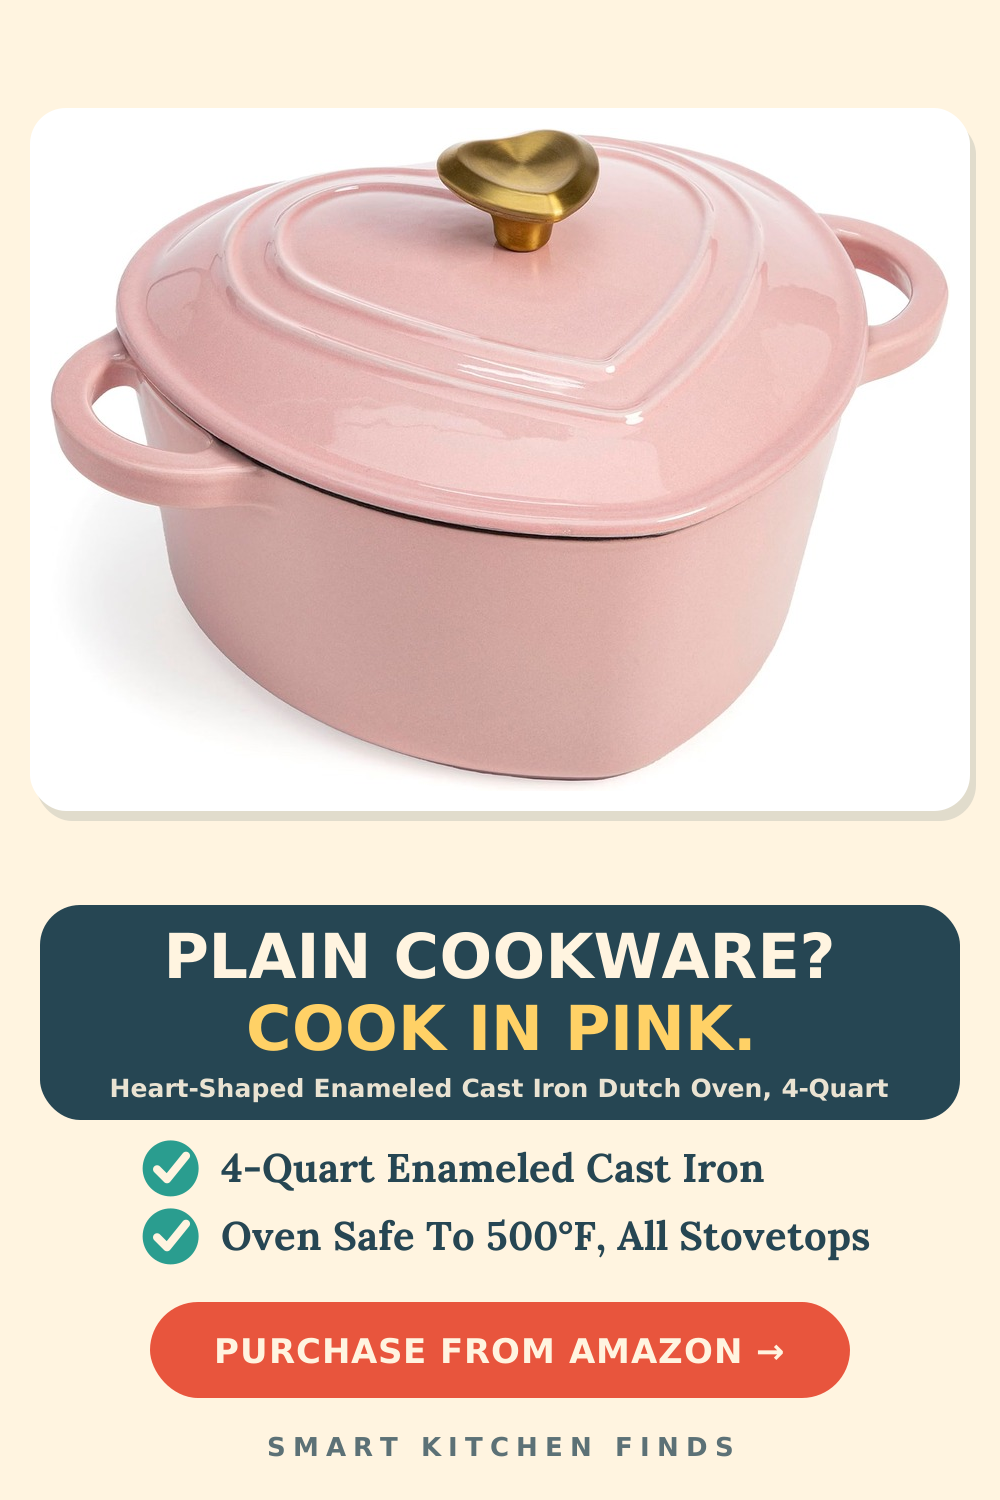 PLAIN COOKWARE?
COOK IN PINK.
Heart-Shaped Enameled Cast Iron Dutch Oven, 4-Quart
4-Quart Enameled Cast Iron
Oven Safe To 500°F, All Stovetops
PURCHASE FROM AMAZON →
SMART KITCHEN FINDS